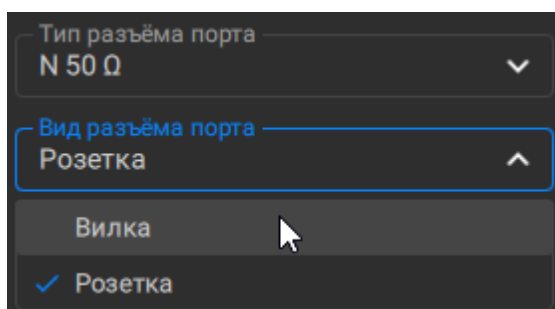 Тип разъёма порта
N 50 Ω
Вид разъёма порта
Розетка
Вилка
Розетка